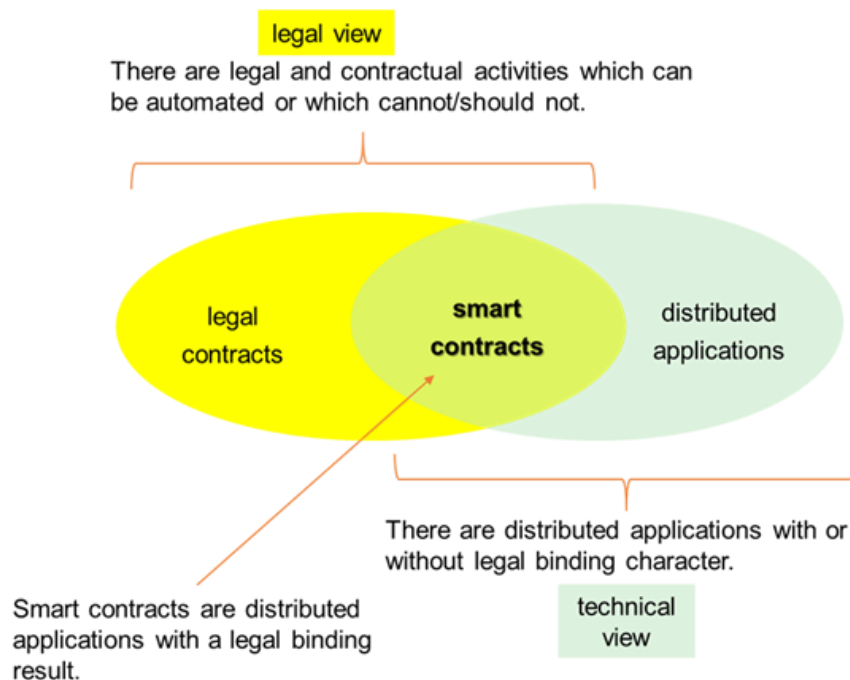 legal view
There are legal and contractual activities which can
be automated or which cannot/should not.
legal
contracts
smart
contracts
distributed
applications
There are distributed applications with or
without legal binding character.
technical
view
Smart contracts are distributed
applications with a legal binding
result.